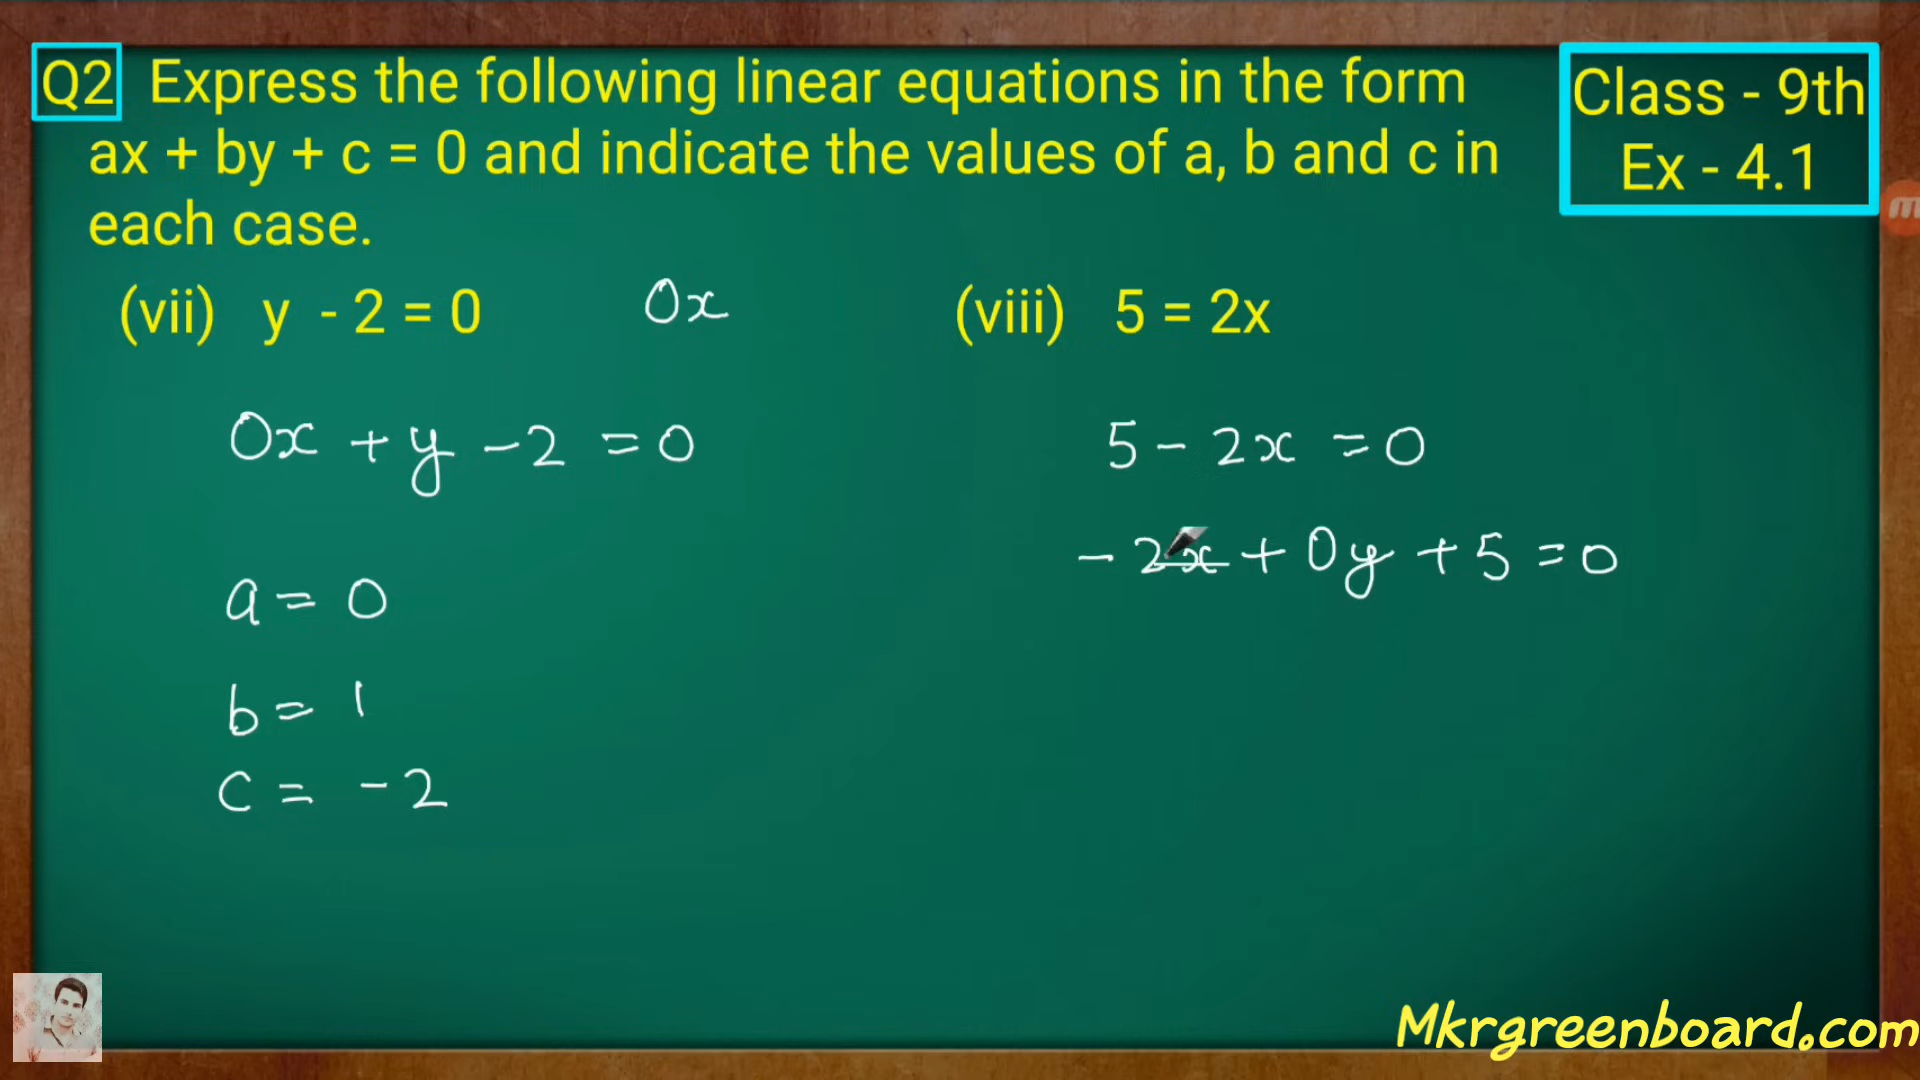 Q2 Express the following linear equations in the form
ax + by + c = 0 and indicate the values of a, b and c in
each case.
Class - 9th
Ex - 4.1
(vii) y - 2 = 0
0x
(viii) 5 = 2x
0x + y - 2 = 0
a = 0
b = 1
c = - 2
5 - 2x = 0
- 2x + 0y + 5 = 0
Mkrgreenboard.com